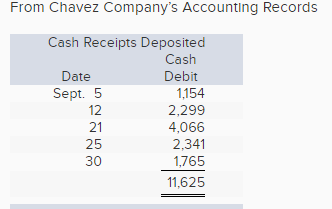 From Chavez Company's Accounting Records
Cash Receipts Deposited
Cash
Date Debit
Sept. 5 1,154
12 2,299
21 4,066
25 2,341
30 1,765
11,625